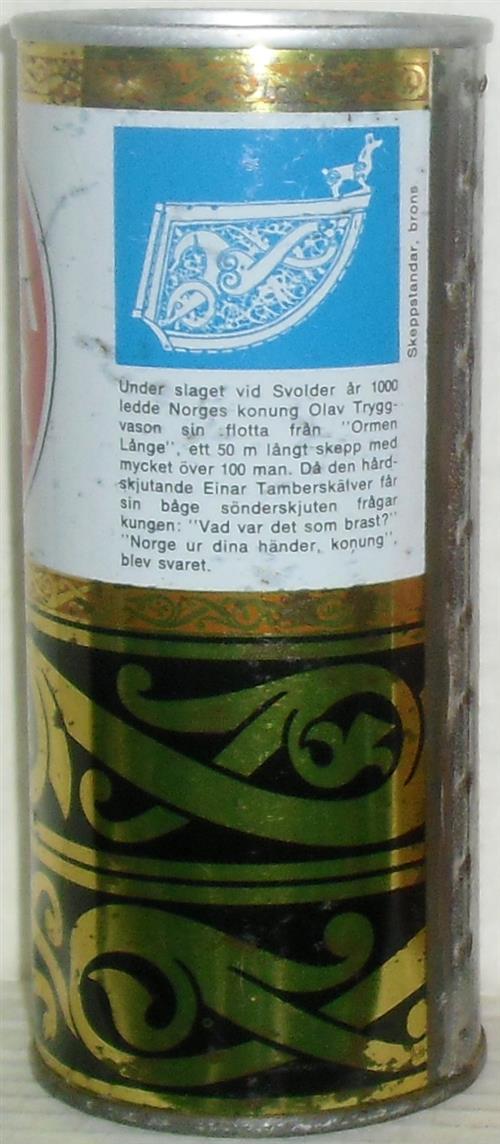 Skeppstandar, brons
Under slaget vid Svolder år 1000
ledde Norges konung Olav Trygg-
vason sin flotta från "Ormen
Långe", ett 50 m långt skepp med
mycket över 100 man. Då den hård-
skjutande Einar Tamberskälver får
sin båge sönderskjuten frågar
kungen: "Vad var det som brast?"
"Norge ur dina händer, konung",
blev svaret.